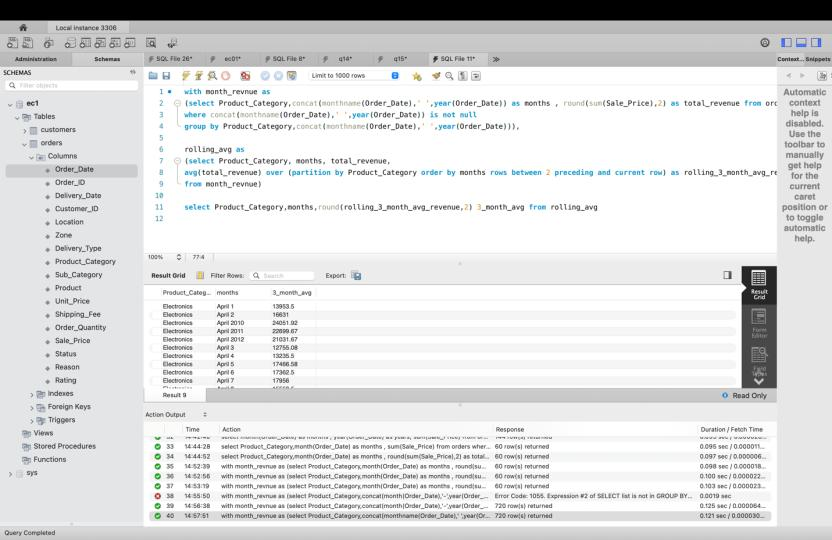 Local instance 3306
Administration
Schemas
SQL File 26*
ec01*
SQL File 8*
q14*
q15*
SQL File 11*
Context...
Snippets
SCHEMAS
Filter objects
ec1
Tables
customers
orders
Columns
Order_Date
Order_ID
Delivery_Date
Customer_ID
Location
Zone
Delivery_Type
Product_Category
Sub_Category
Product
Unit_Price
Shipping_Fee
Order_Quantity
Sale_Price
Status
Reason
Rating
Indexes
Foreign Keys
Triggers
Views
Stored Procedures
Functions
sys
Limit to 1000 rows
1 with month_revnue as
2 (select Product_Category,concat(monthname(Order_Date),' ',year(Order_Date)) as months , round(sum(Sale_Price),2) as total_revenue from orc
3 where concat(monthname(Order_Date),' ',year(Order_Date)) is not null
4 group by Product_Category,concat(monthname(Order_Date),' ',year(Order_Date))),
5
6 rolling_avg as
7 (select Product_Category, months, total_revenue,
8 avg(total_revenue) over (partition by Product_Category order by months rows between 2 preceding and current row) as rolling_3_month_avg_re
9 from month_revnue)
10
11 select Product_Category,months,round(rolling_3_month_avg_revenue,2) 3_month_avg from rolling_avg
12
100%
77:4
Automatic
context
help is
disabled.
Use the
toolbar to
manually
get help
for the
current
caret
position or
to toggle
automatic
help.
Result Grid
Filter Rows:
Search
Export:
Product_Categ... months 3_month_avg
Electronics April 1 13953.5
Electronics April 2 16631
Electronics April 2010 24051.92
Electronics April 2011 22699.67
Electronics April 2012 21031.67
Electronics April 3 12755.08
Electronics April 4 13235.5
Electronics April 5 17466.58
Electronics April 6 17362.5
Electronics April 7 17956
Result
Grid
Form
Editor
Field
Types
Result 9
Read Only
Action Output
Time Action Response Duration / Fetch Time
33 14:44:28 select Product_Category,month(Order_Date) as months , sum(Sale_Price) from orders wher... 60 row(s) returned 0.095 sec / 0.000011...
34 14:44:52 select Product_Category,month(Order_Date) as months , round(sum(Sale_Price),2) as total... 60 row(s) returned 0.097 sec / 0.000006...
35 14:52:39 with month_revnue as (select Product_Category,month(Order_Date) as months , round(su... 60 row(s) returned 0.098 sec / 0.000018...
36 14:52:56 with month_revnue as (select Product_Category,month(Order_Date) as months , round(su... 60 row(s) returned 0.100 sec / 0.000022...
37 14:53:19 with month_revnue as (select Product_Category,month(Order_Date) as months , round(su... 60 row(s) returned 0.103 sec / 0.000023...
38 14:55:50 with month_revnue as (select Product_Category,concat(month(Order_Date),'-',year(Order_... Error Code: 1055. Expression #2 of SELECT list is not in GROUP BY... 0.0019 sec
39 14:56:38 with month_revnue as (select Product_Category,concat(month(Order_Date),'-',year(Order_... 720 row(s) returned 0.125 sec / 0.000064...
40 14:57:51 with month_revnue as (select Product_Category,concat(monthname(Order_Date),' ',year(Or... 720 row(s) returned 0.121 sec / 0.000030...
Query Completed